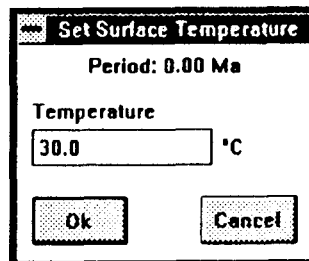 Set Surface Temperature
Period: 0.00 Ma
Temperature
30.0 °C
Ok Cancel